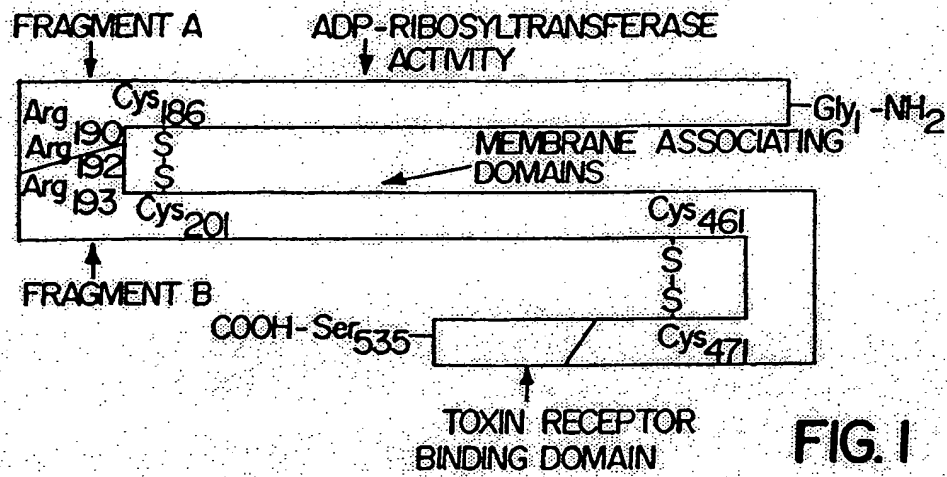 FRAGMENT A
ADP-RIBOSYLTRANSFERASE
ACTIVITY
Cys186
Arg190
Arg192
Arg193
Gly1-NH2
S
S
MEMBRANE ASSOCIATING
DOMAINS
Cys201
Cys461
S
S
FRAGMENT B
COOH-Ser535
Cys471
TOXIN RECEPTOR
BINDING DOMAIN
FIG. 1